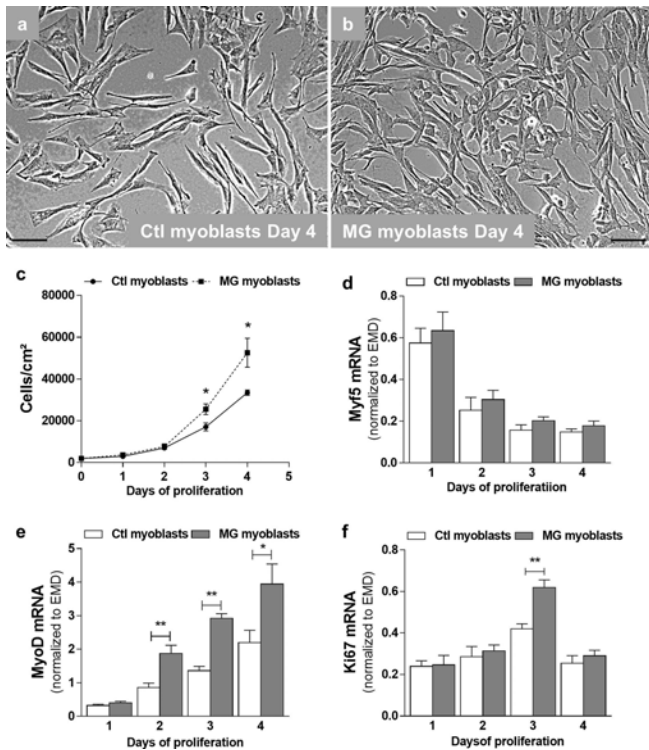 a
b
Ctl myoblasts Day 4
MG myoblasts Day 4
c
Ctl myoblasts
MG myoblasts
80000
60000
40000
20000
0
Cells/cm²
*
*
0
1
2
3
4
5
Days of proliferation
d
Ctl myoblasts
MG myoblasts
0.8
0.6
0.4
0.2
0.0
Myf5 mRNA
(normalized to EMD)
1
2
3
4
Days of proliferatiion
e
Ctl myoblasts
MG myoblasts
5
4
3
2
1
0
MyoD mRNA
(normalized to EMD)
**
**
*
1
2
3
4
Days of proliferation
f
Ctl myoblasts
MG myoblasts
0.8
0.6
0.4
0.2
0.0
Ki67 mRNA
(normalized to EMD)
**
1
2
3
4
Daysof proliferation